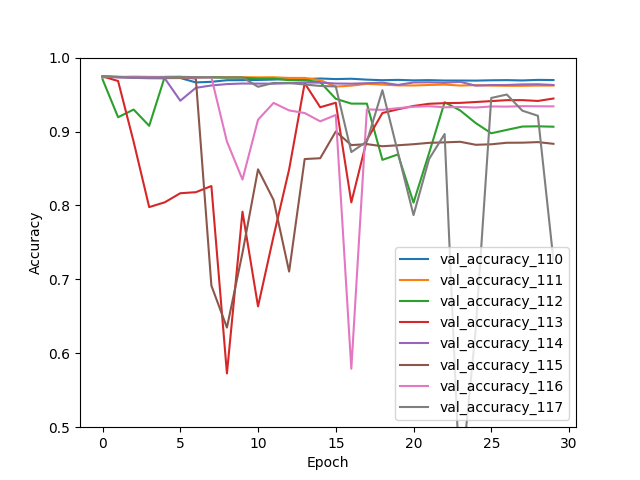 1.0
0.9
0.8
0.7
0.6
0.5
Accuracy
0
5
10
15
20
25
30
Epoch
val_accuracy_110
val_accuracy_111
val_accuracy_112
val_accuracy_113
val_accuracy_114
val_accuracy_115
val_accuracy_116
val_accuracy_117